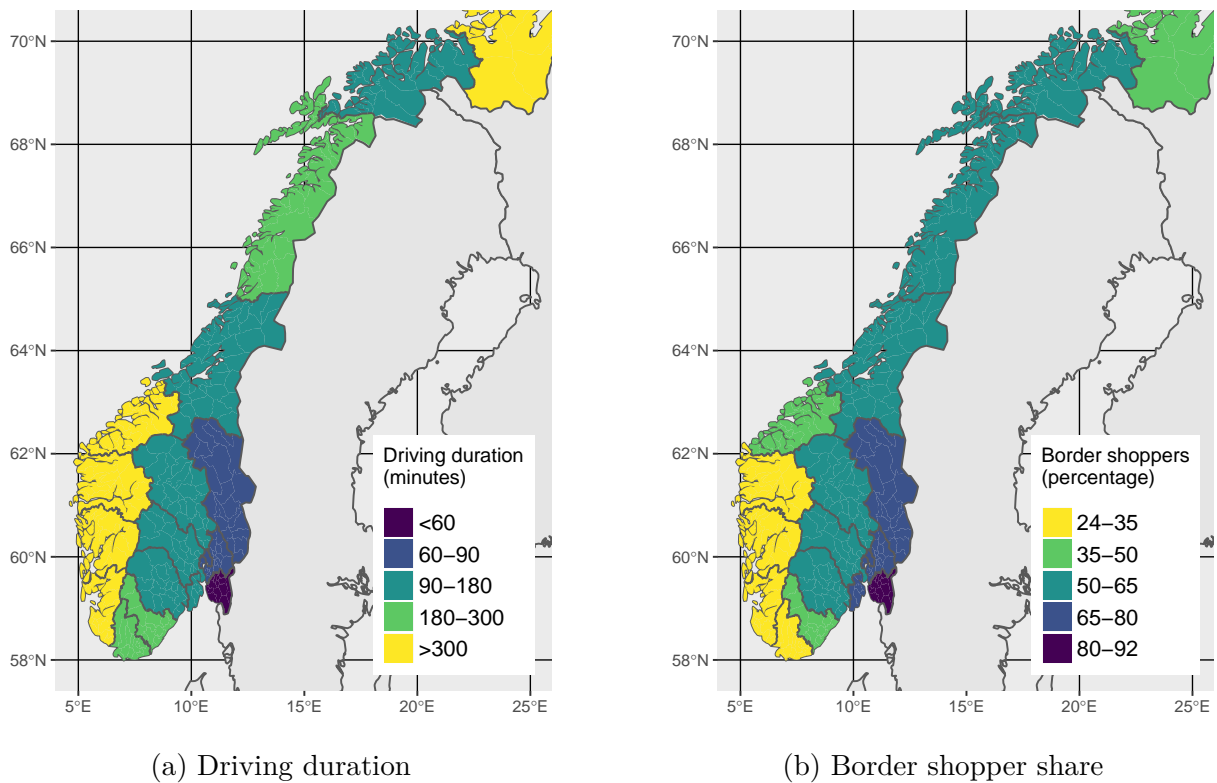 70°N
68°N
66°N
64°N
62°N
60°N
58°N
5°E
10°E
15°E
20°E
25°E
Driving duration
(minutes)
<60
60–90
90–180
180–300
>300
(a) Driving duration
70°N
68°N
66°N
64°N
62°N
60°N
58°N
5°E
10°E
15°E
20°E
25°E
Border shoppers
(percentage)
24–35
35–50
50–65
65–80
80–92
(b) Border shopper share